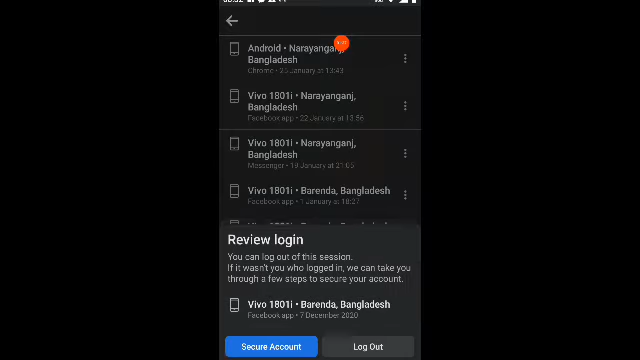 Android • Narayanganj,
Bangladesh
Chrome • 25 January at 13:43
Vivo 1801i • Narayanganj,
Bangladesh
Facebook app • 22 January at 13:56
Vivo 1801i • Narayanganj,
Bangladesh
Messenger • 19 January at 21:05
Vivo 1801i • Barenda, Bangladesh
Facebook app • 1 January at 18:27
Review login
You can log out of this session.
If it wasn't you who logged in, we can take you
through a few steps to secure your account.
Vivo 1801i • Barenda, Bangladesh
Facebook app • 7 December 2020
Secure Account
Log Out